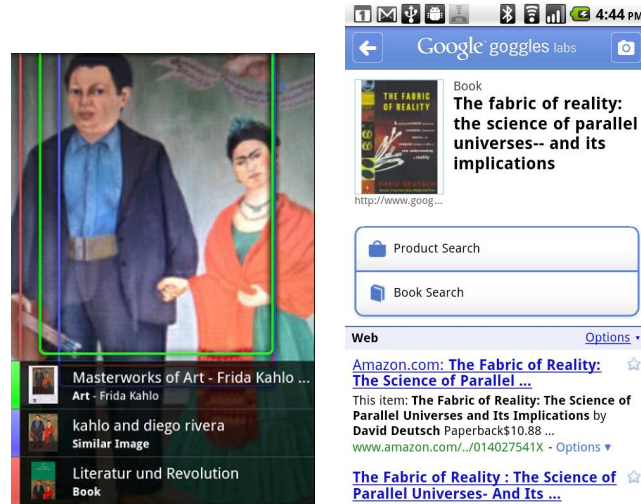 Masterworks of Art - Frida Kahlo ...
Art - Frida Kahlo
kahlo and diego rivera
Similar Image
Literatur und Revolution
Book
4:44 PM
Google goggles labs
THE FABRIC
OF REALITY
DAVID DEUTSCH
http://www.goog...
Book
The fabric of reality:
the science of parallel
universes-- and its
implications
Product Search
Book Search
Web
Options
Amazon.com: The Fabric of Reality:
The Science of Parallel ...
This item: The Fabric of Reality: The Science of
Parallel Universes and Its Implications by
David Deutsch Paperback$10.88 ...
www.amazon.com/../014027541X - Options ▾
The Fabric of Reality : The Science of
Parallel Universes- And Its ...